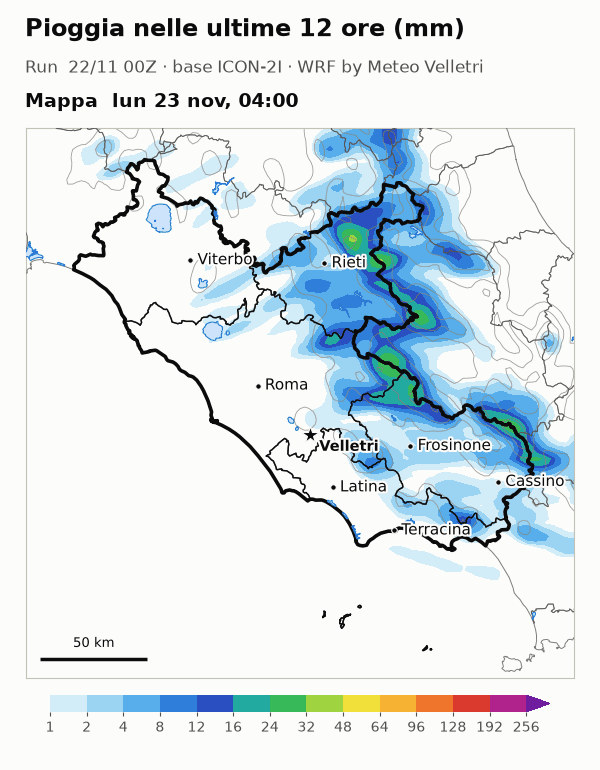 Pioggia nelle ultime 12 ore (mm)
Run 22/11 00Z · base ICON-2I · WRF by Meteo Velletri
Mappa lun 23 nov, 04:00
Viterbo
Rieti
Roma
Velletri
Frosinone
Latina
Cassino
Terracina
50 km
1 2 4 8 12 16 24 32 48 64 96 128 192 256